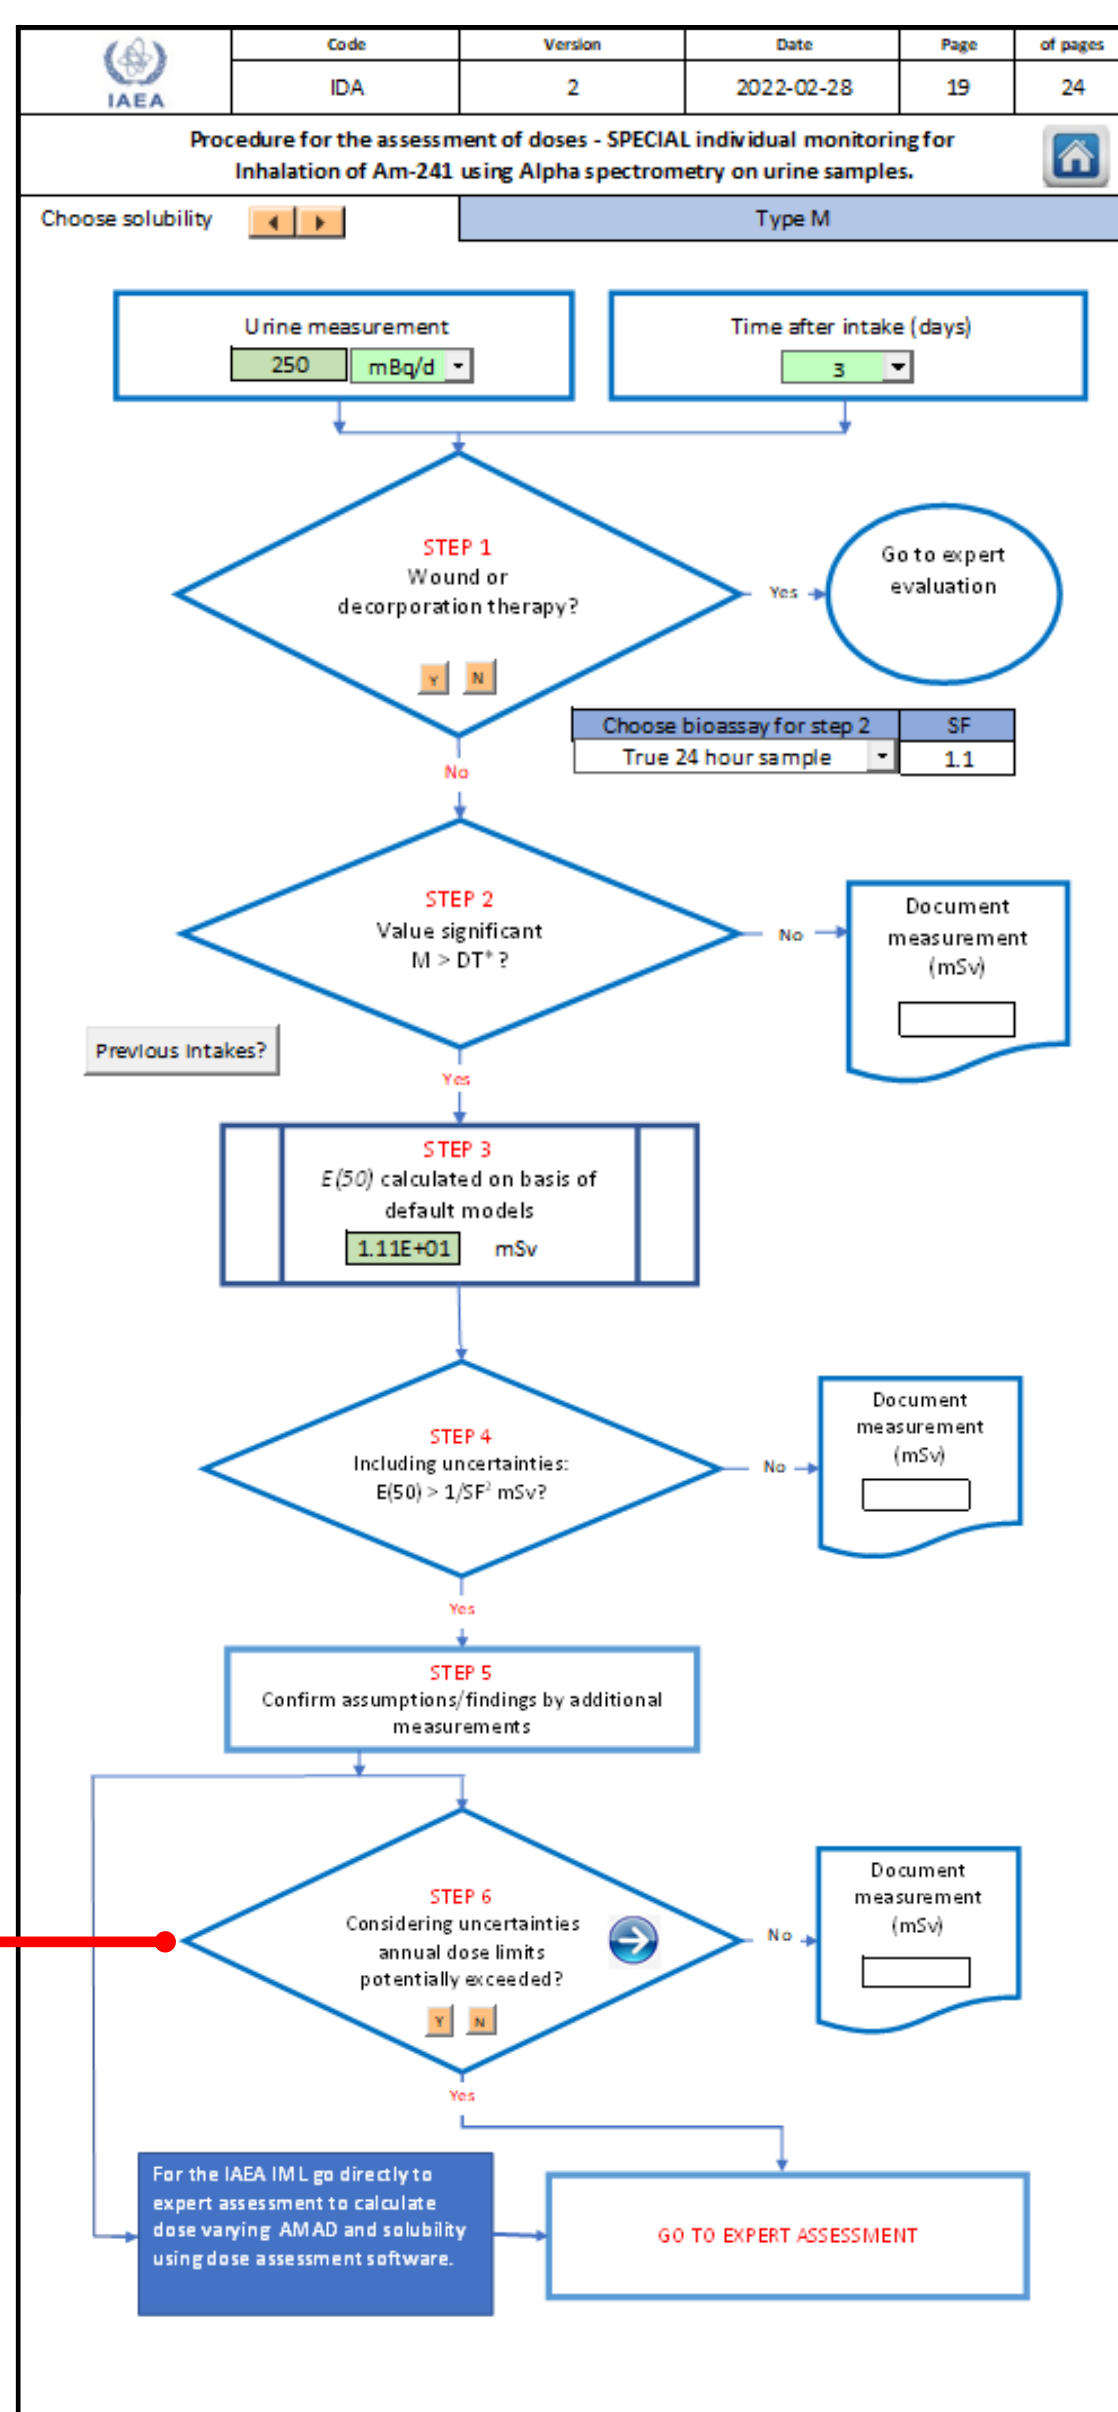 Code
Version
Date
Page
of pages
IAEA
IDA
2
2022-02-28
19
24
Procedure for the assessment of doses - SPECIAL individual monitoring for
Inhalation of Am-241 using Alpha spectrometry on urine samples.
Choose solubility
Type M
Urine measurement
250
mBq/d
Time after intake (days)
3
STEP 1
Wound or
decorporation therapy?
Y
N
Yes
Go to expert
evaluation
No
Choose bioassay for step 2
SF
True 24 hour sample
1.1
STEP 2
Value significant
M > DT* ?
No
Document
measurement
(mSv)
Previous Intakes?
Yes
STEP 3
E(50) calculated on basis of
default models
1.11E+01
mSv
STEP 4
Including uncertainties:
E(50) > 1/SF² mSv?
No
Document
measurement
(mSv)
Yes
STEP 5
Confirm assumptions/findings by additional
measurements
STEP 6
Considering uncertainties
annual dose limits
potentially exceeded?
Y
N
No
Document
measurement
(mSv)
Yes
For the IAEA IML go directly to
expert assessment to calculate
dose varying AMAD and solubility
using dose assessment software.
GO TO EXPERT ASSESSMENT